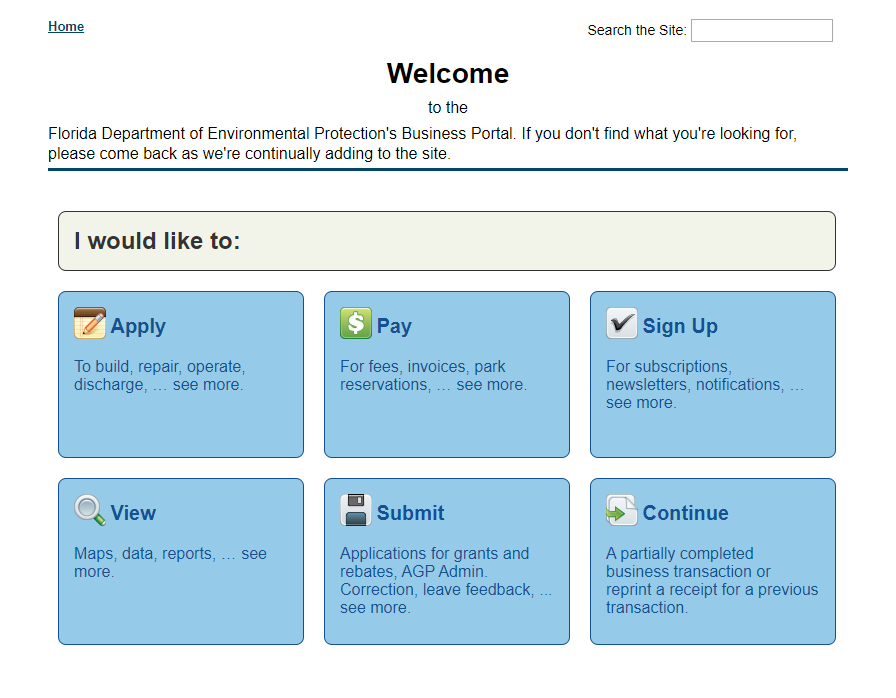 Home
Search the Site:
Welcome
to the
Florida Department of Environmental Protection's Business Portal. If you don't find what you're looking for,
please come back as we're continually adding to the site.
I would like to:
Apply
To build, repair, operate,
discharge, … see more.
Pay
For fees, invoices, park
reservations, … see more.
Sign Up
For subscriptions,
newsletters, notifications, …
see more.
View
Maps, data, reports, … see
more.
Submit
Applications for grants and
rebates, AGP Admin.
Correction, leave feedback, ...
see more.
Continue
A partially completed
business transaction or
reprint a receipt for a previous
transaction.